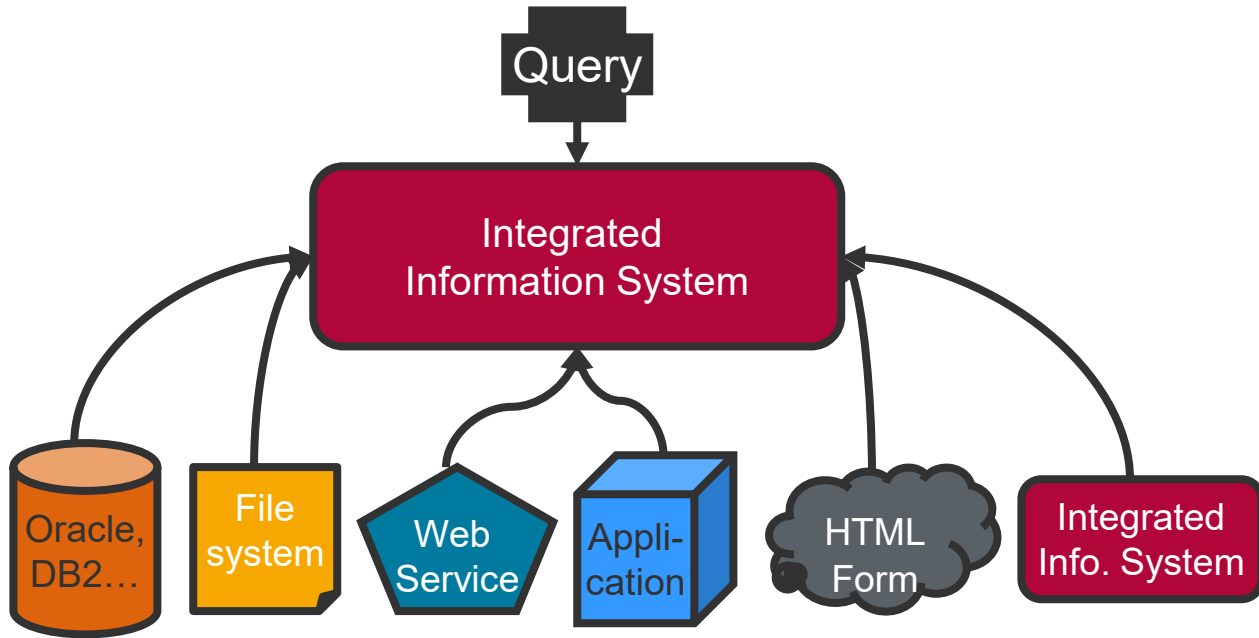 Query
Integrated
Information System
Oracle,
DB2…
File
system
Web
Service
Appli-
cation
HTML
Form
Integrated
Info. System